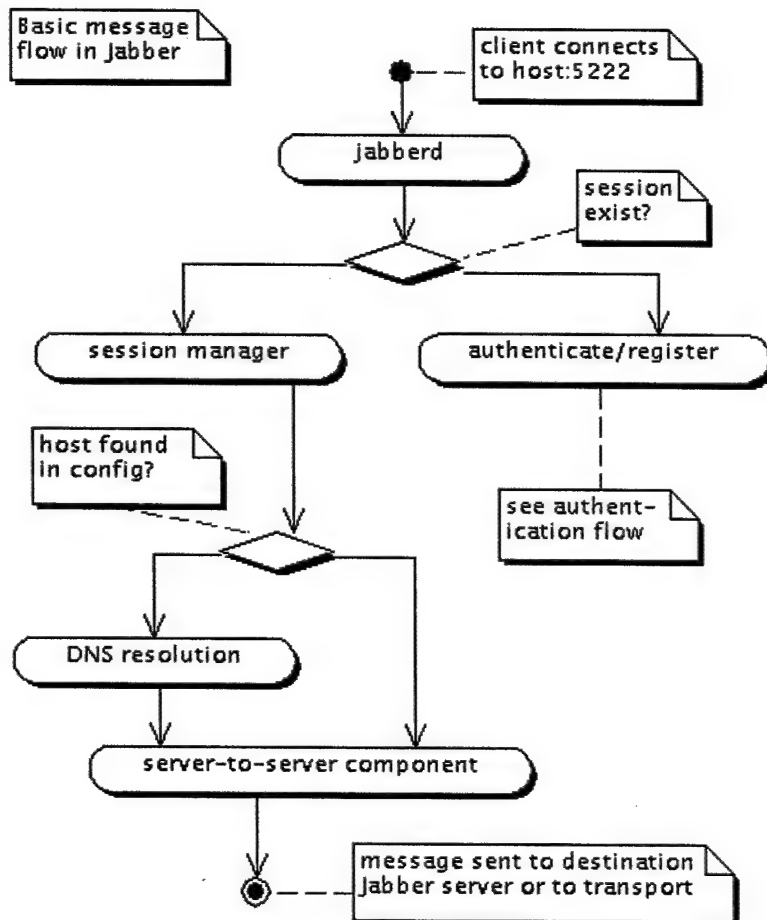 Basic message
flow in Jabber
client connects
to host:5222
jabberd
session
exist?
session manager
authenticate/register
host found
in config?
see authent-
ication flow
DNS resolution
server-to-server component
message sent to destination
Jabber server or to transport